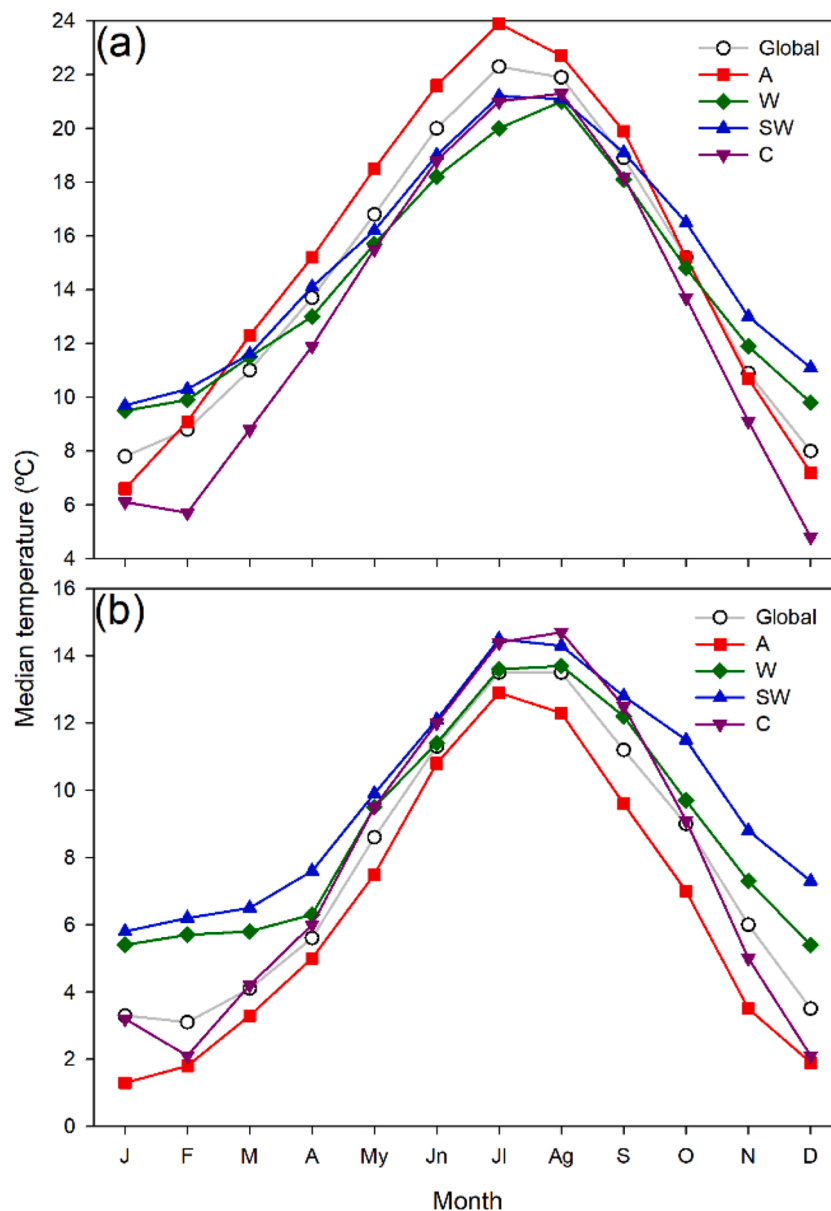 (a)
Global
A
W
SW
C
24
22
20
18
16
14
12
10
8
6
4
(b)
Global
A
W
SW
C
16
14
12
10
8
6
4
2
0
J F M A My Jn Jl Ag S O N D
Month
Median temperature (ºC)